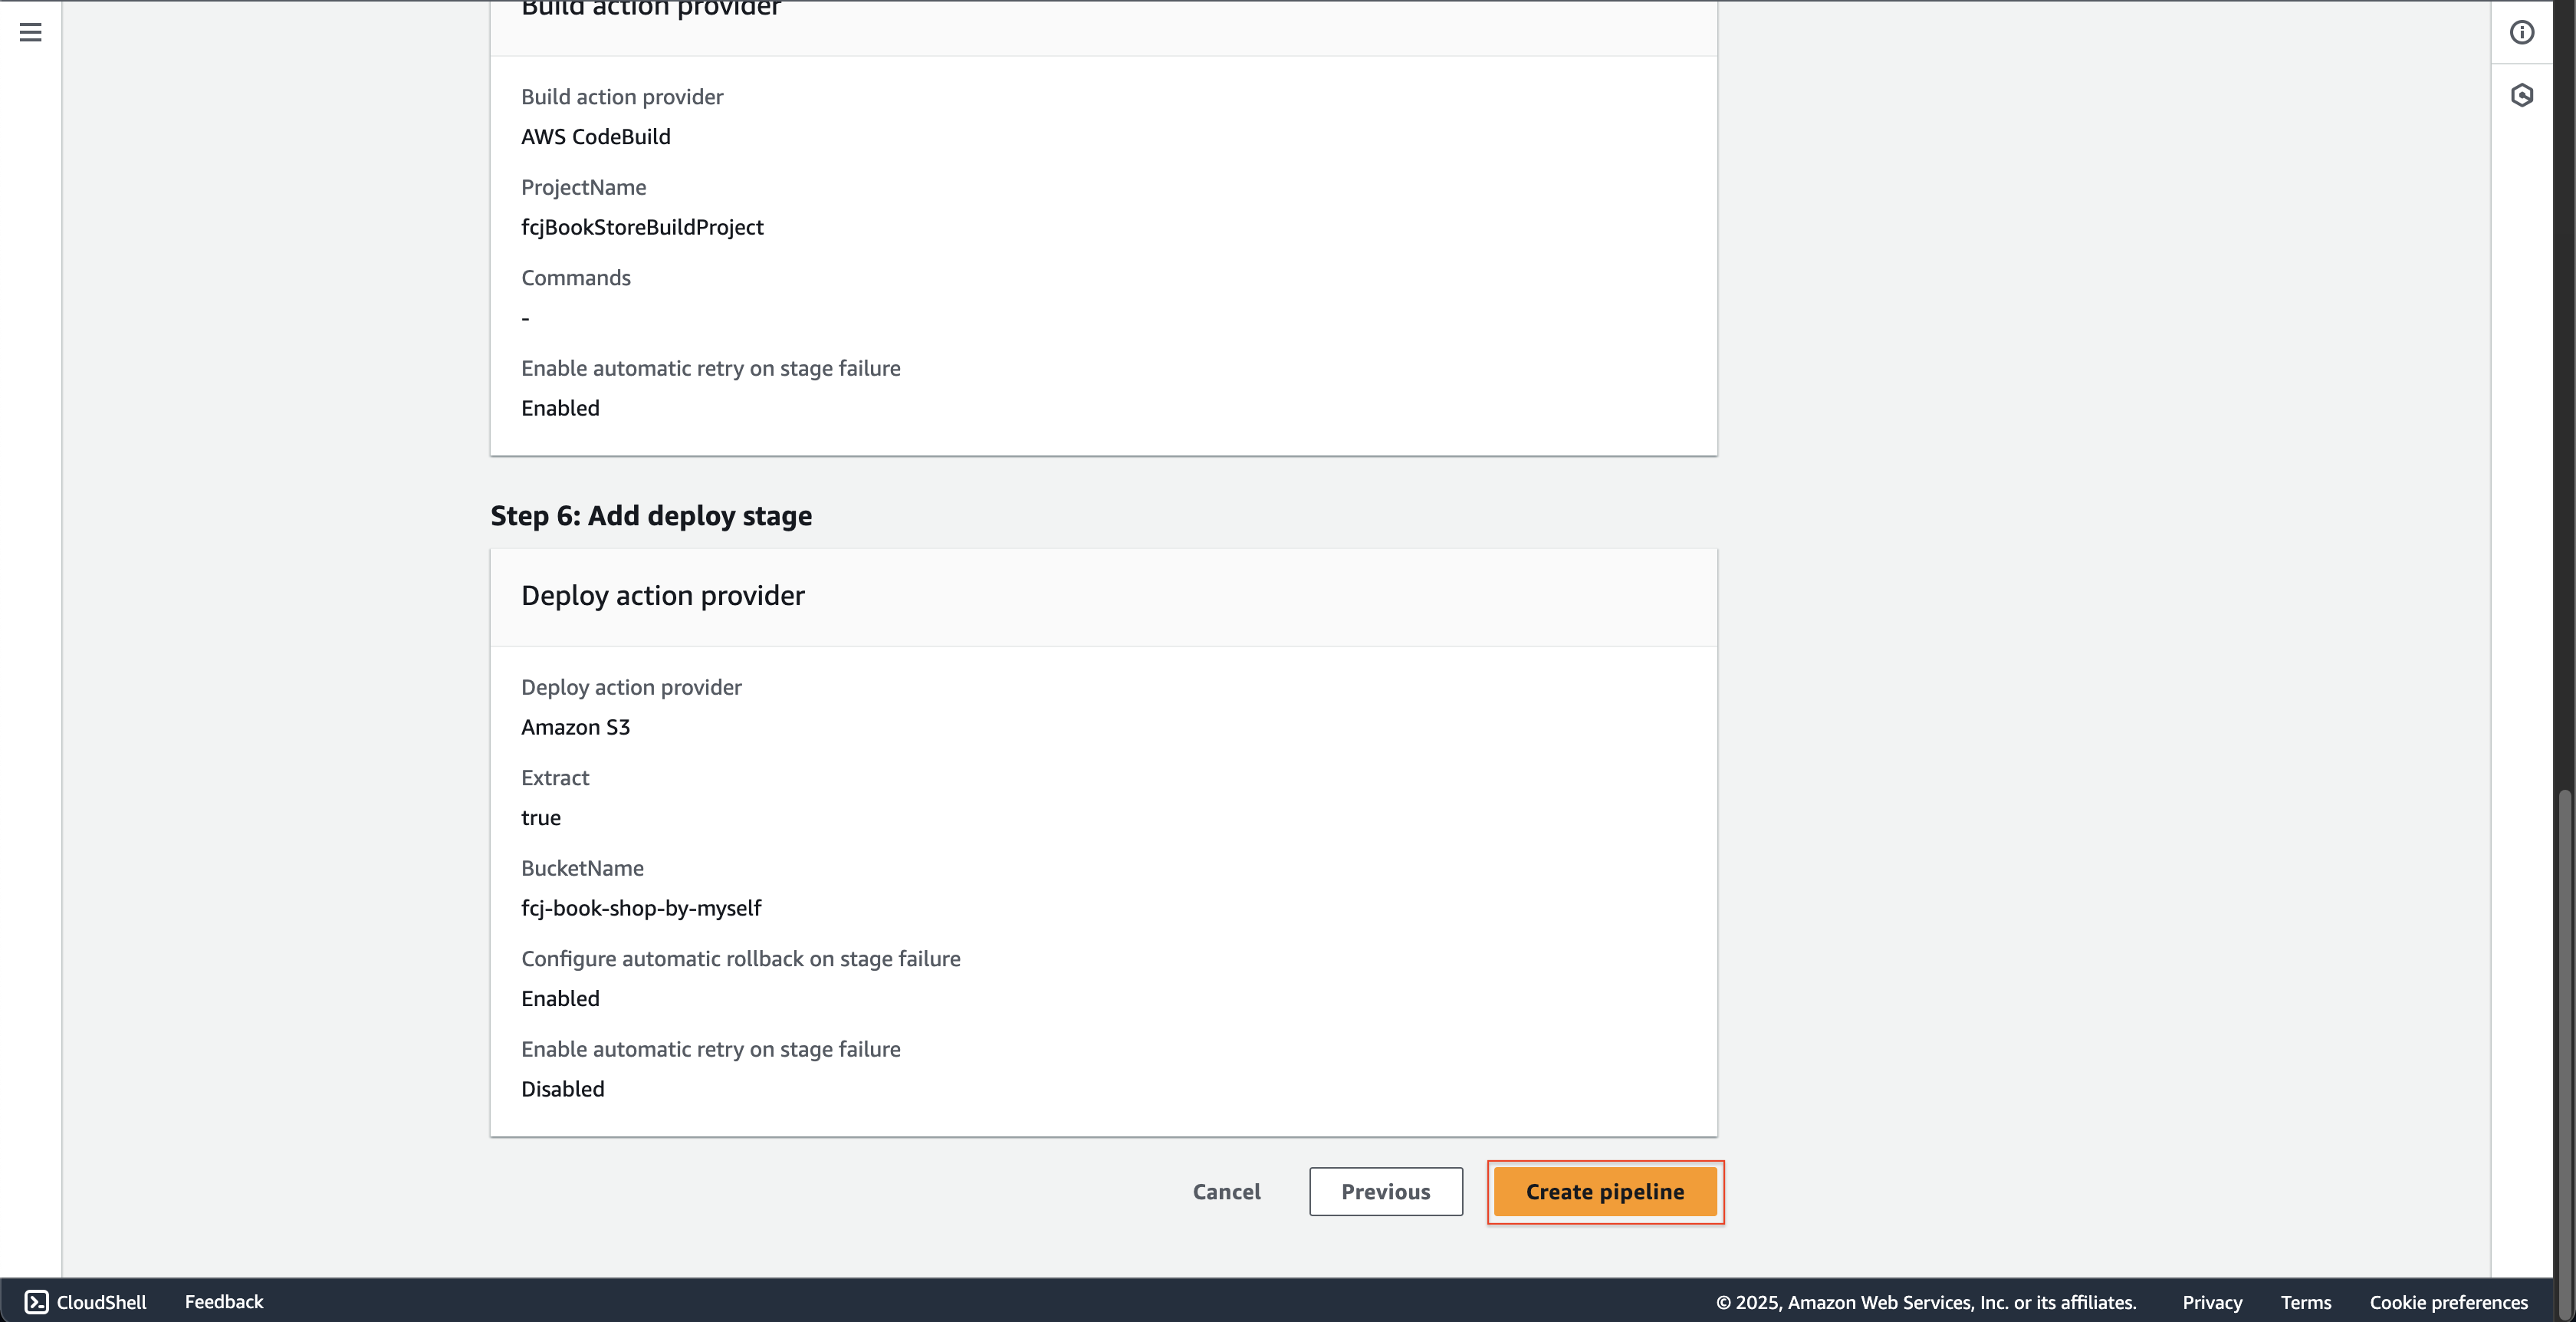 Build action provider
Build action provider
AWS CodeBuild
ProjectName
fcjBookStoreBuildProject
Commands
-
Enable automatic retry on stage failure
Enabled
Step 6: Add deploy stage
Deploy action provider
Deploy action provider
Amazon S3
Extract
true
BucketName
fcj-book-shop-by-myself
Configure automatic rollback on stage failure
Enabled
Enable automatic retry on stage failure
Disabled
Cancel Previous Create pipeline
CloudShell Feedback © 2025, Amazon Web Services, Inc. or its affiliates. Privacy Terms Cookie preferences